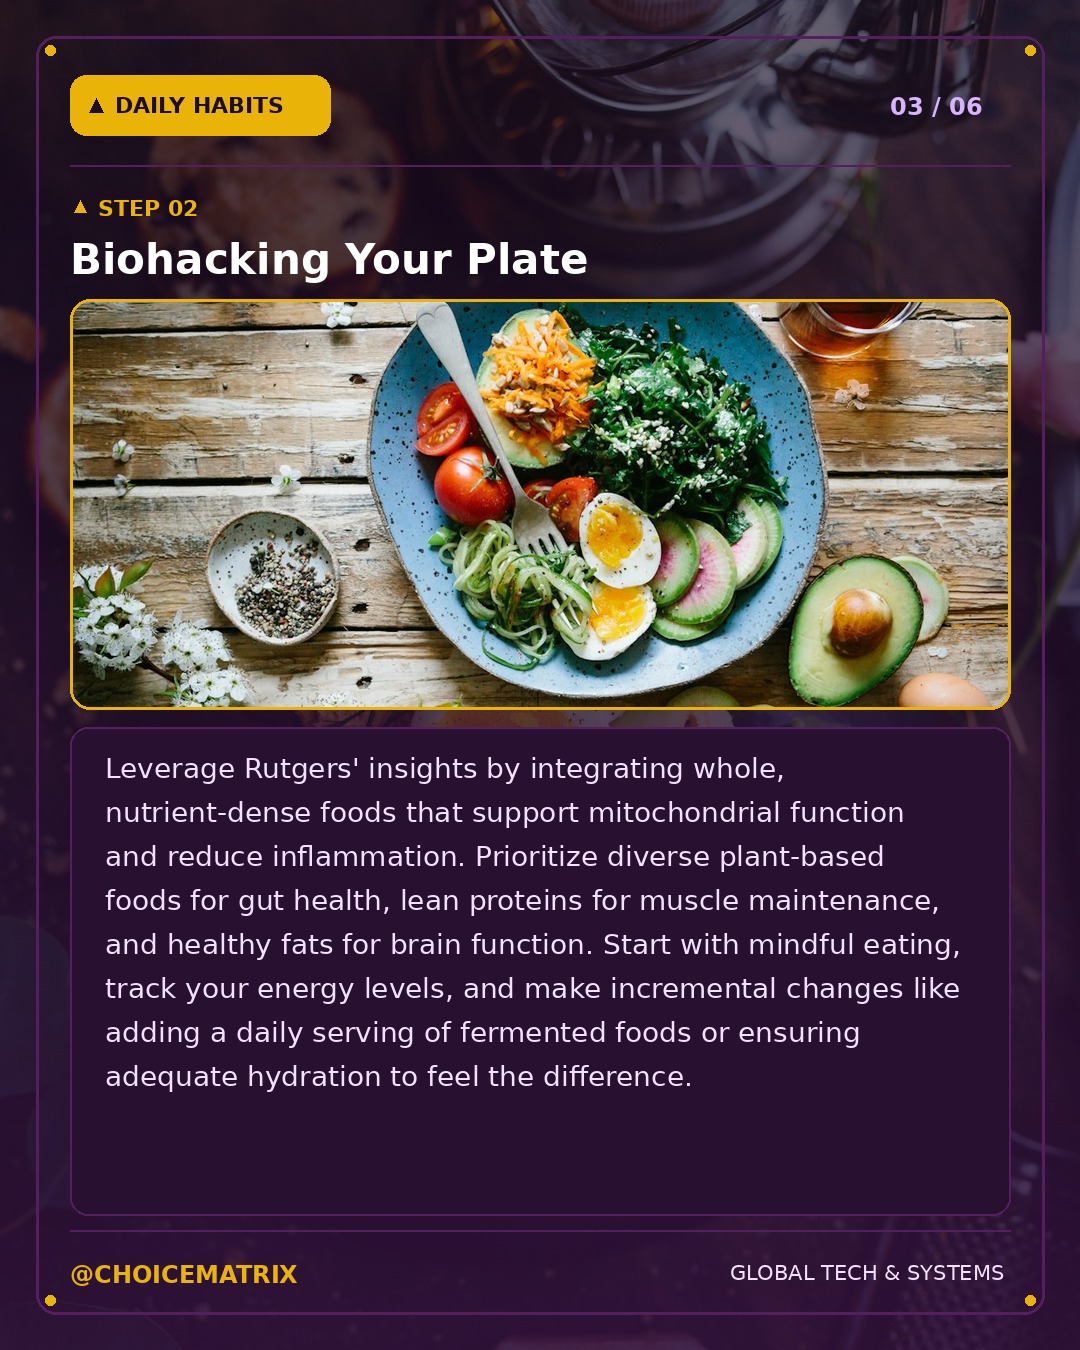 ▲ DAILY HABITS
03 / 06
▲ STEP 02
Biohacking Your Plate
Leverage Rutgers' insights by integrating whole,
nutrient-dense foods that support mitochondrial function
and reduce inflammation. Prioritize diverse plant-based
foods for gut health, lean proteins for muscle maintenance,
and healthy fats for brain function. Start with mindful eating,
track your energy levels, and make incremental changes like
adding a daily serving of fermented foods or ensuring
adequate hydration to feel the difference.
@CHOICEMATRIX
GLOBAL TECH & SYSTEMS